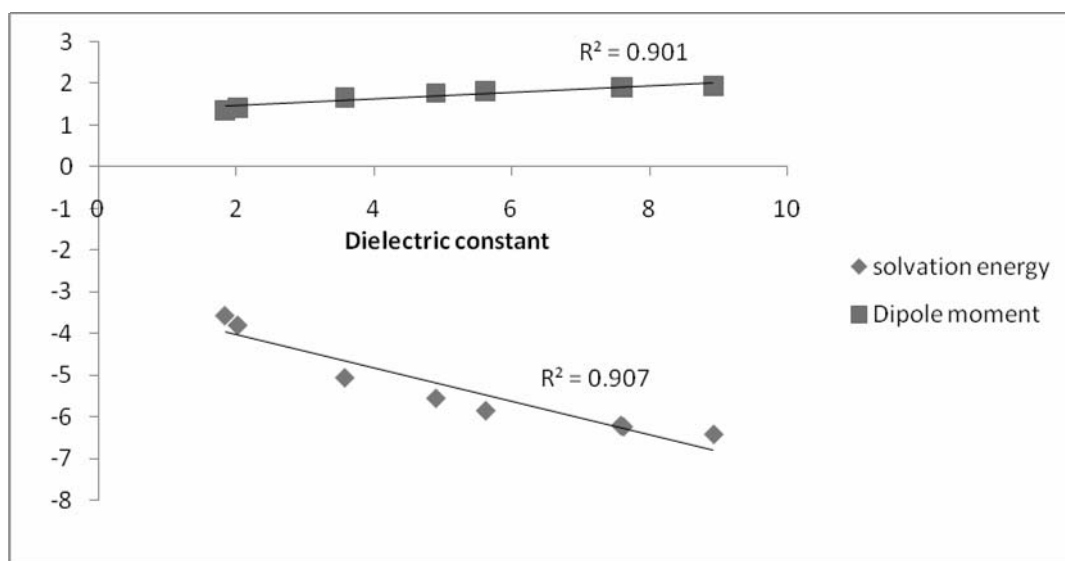 3
R² = 0.901
2
1
0
-1 0 2 4 6 8 10
Dielectric constant
-2
-3
solvation energy
Dipole moment
-4
-5
R² = 0.907
-6
-7
-8